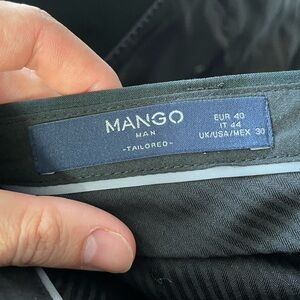 MANGO
MAN
-TAILORED-
EUR 40
IT 44
UK/USA/MEX 30